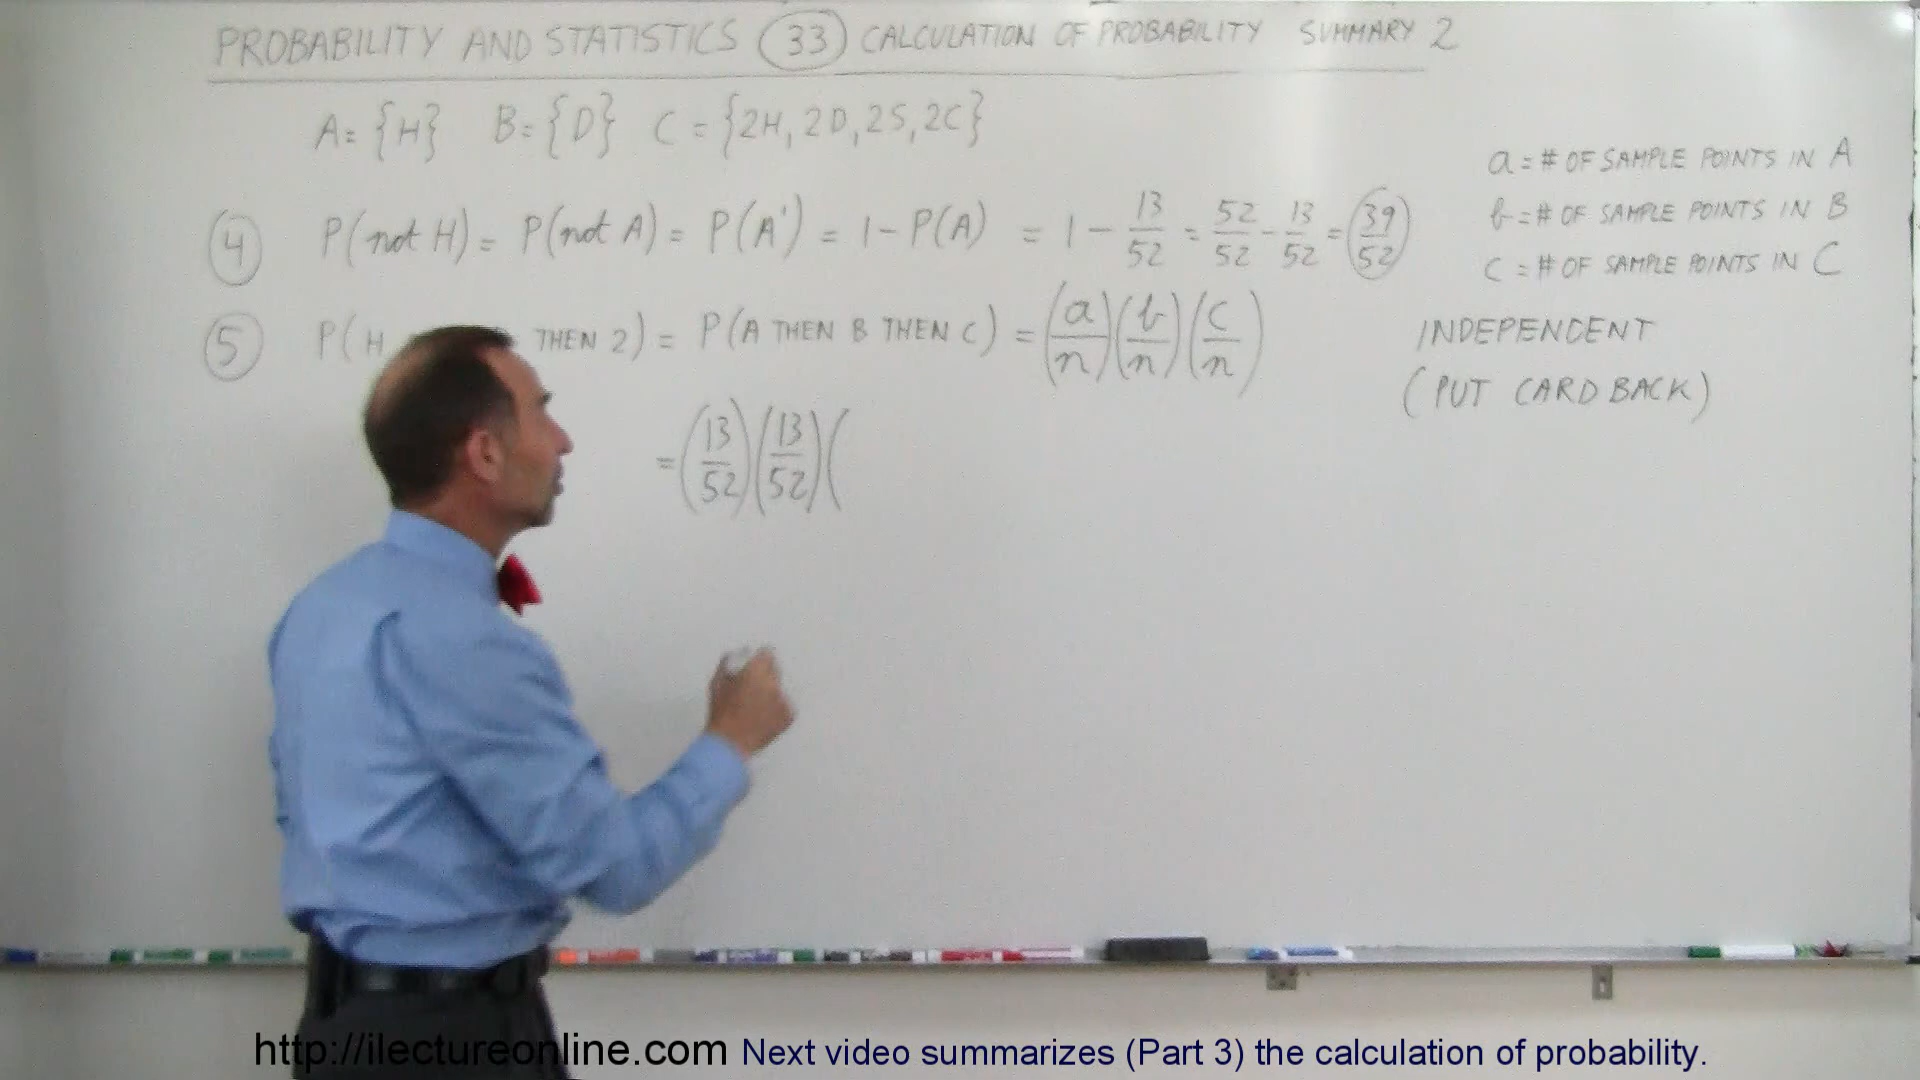 PROBABILITY AND STATISTICS (33) CALCULATION OF PROBABILITY SUMMARY 2
A = {H} B = {D} C = {2H, 2D, 2S, 2C}
a = # OF SAMPLE POINTS IN A
b = # OF SAMPLE POINTS IN B
c = # OF SAMPLE POINTS IN C
④ P(not H) = P(not A) = P(A') = 1 - P(A) = 1 - 13/52 = 52/52 - 13/52 = 39/52
⑤ P(H THEN 2) = P(A THEN B THEN C) = (a/n)(b/n)(c/n)
INDEPENDENT
(PUT CARD BACK)
= (13/52)(13/52)(
http://ilectureonline.com Next video summarizes (Part 3) the calculation of probability.